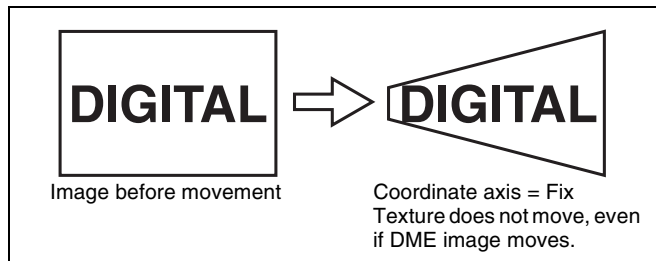 DIGITAL
DIGITAL
Image before movement
Coordinate axis = Fix
Texture does not move, even
if DME image moves.